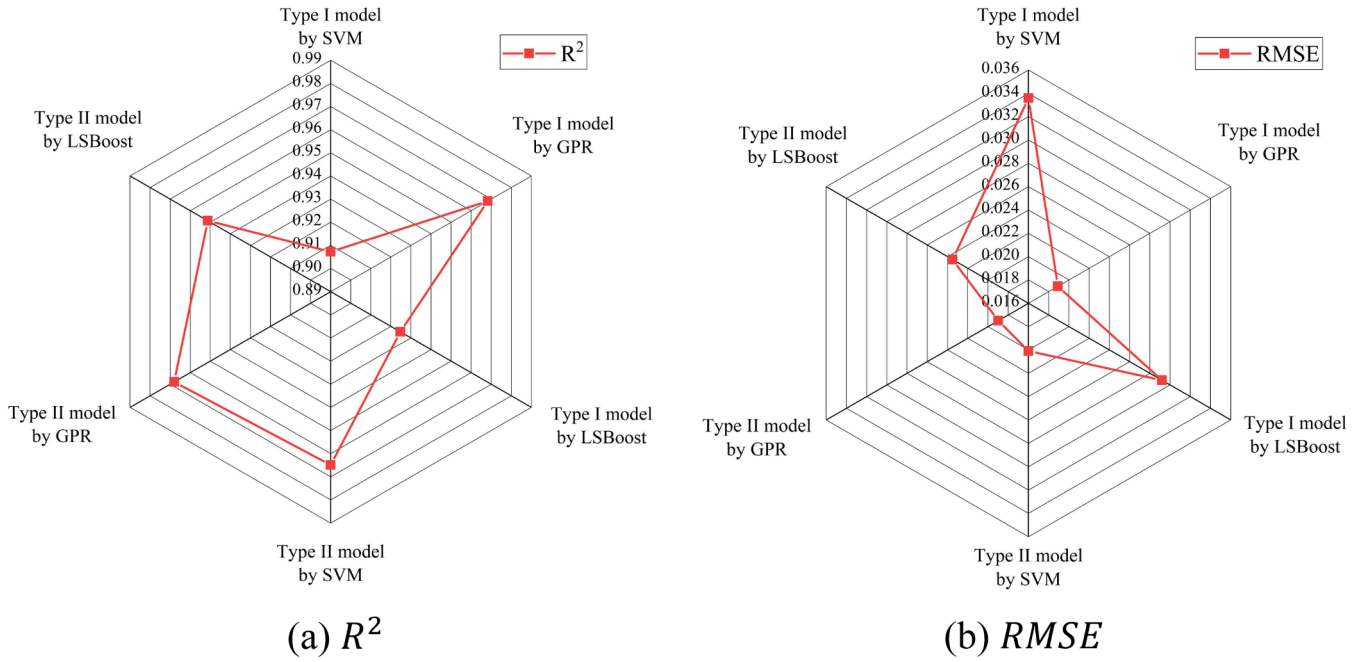 Type I model
by SVM
R²
0.99
0.98
0.97
0.96
0.95
0.94
0.93
0.92
0.91
0.90
0.89
Type I model
by GPR
Type I model
by LSBoost
Type II model
by SVM
Type II model
by GPR
Type II model
by LSBoost
(a) R²
Type I model
by SVM
RMSE
0.036
0.034
0.032
0.030
0.028
0.026
0.024
0.022
0.020
0.018
0.016
Type I model
by GPR
Type I model
by LSBoost
Type II model
by SVM
Type II model
by GPR
Type II model
by LSBoost
(b) RMSE